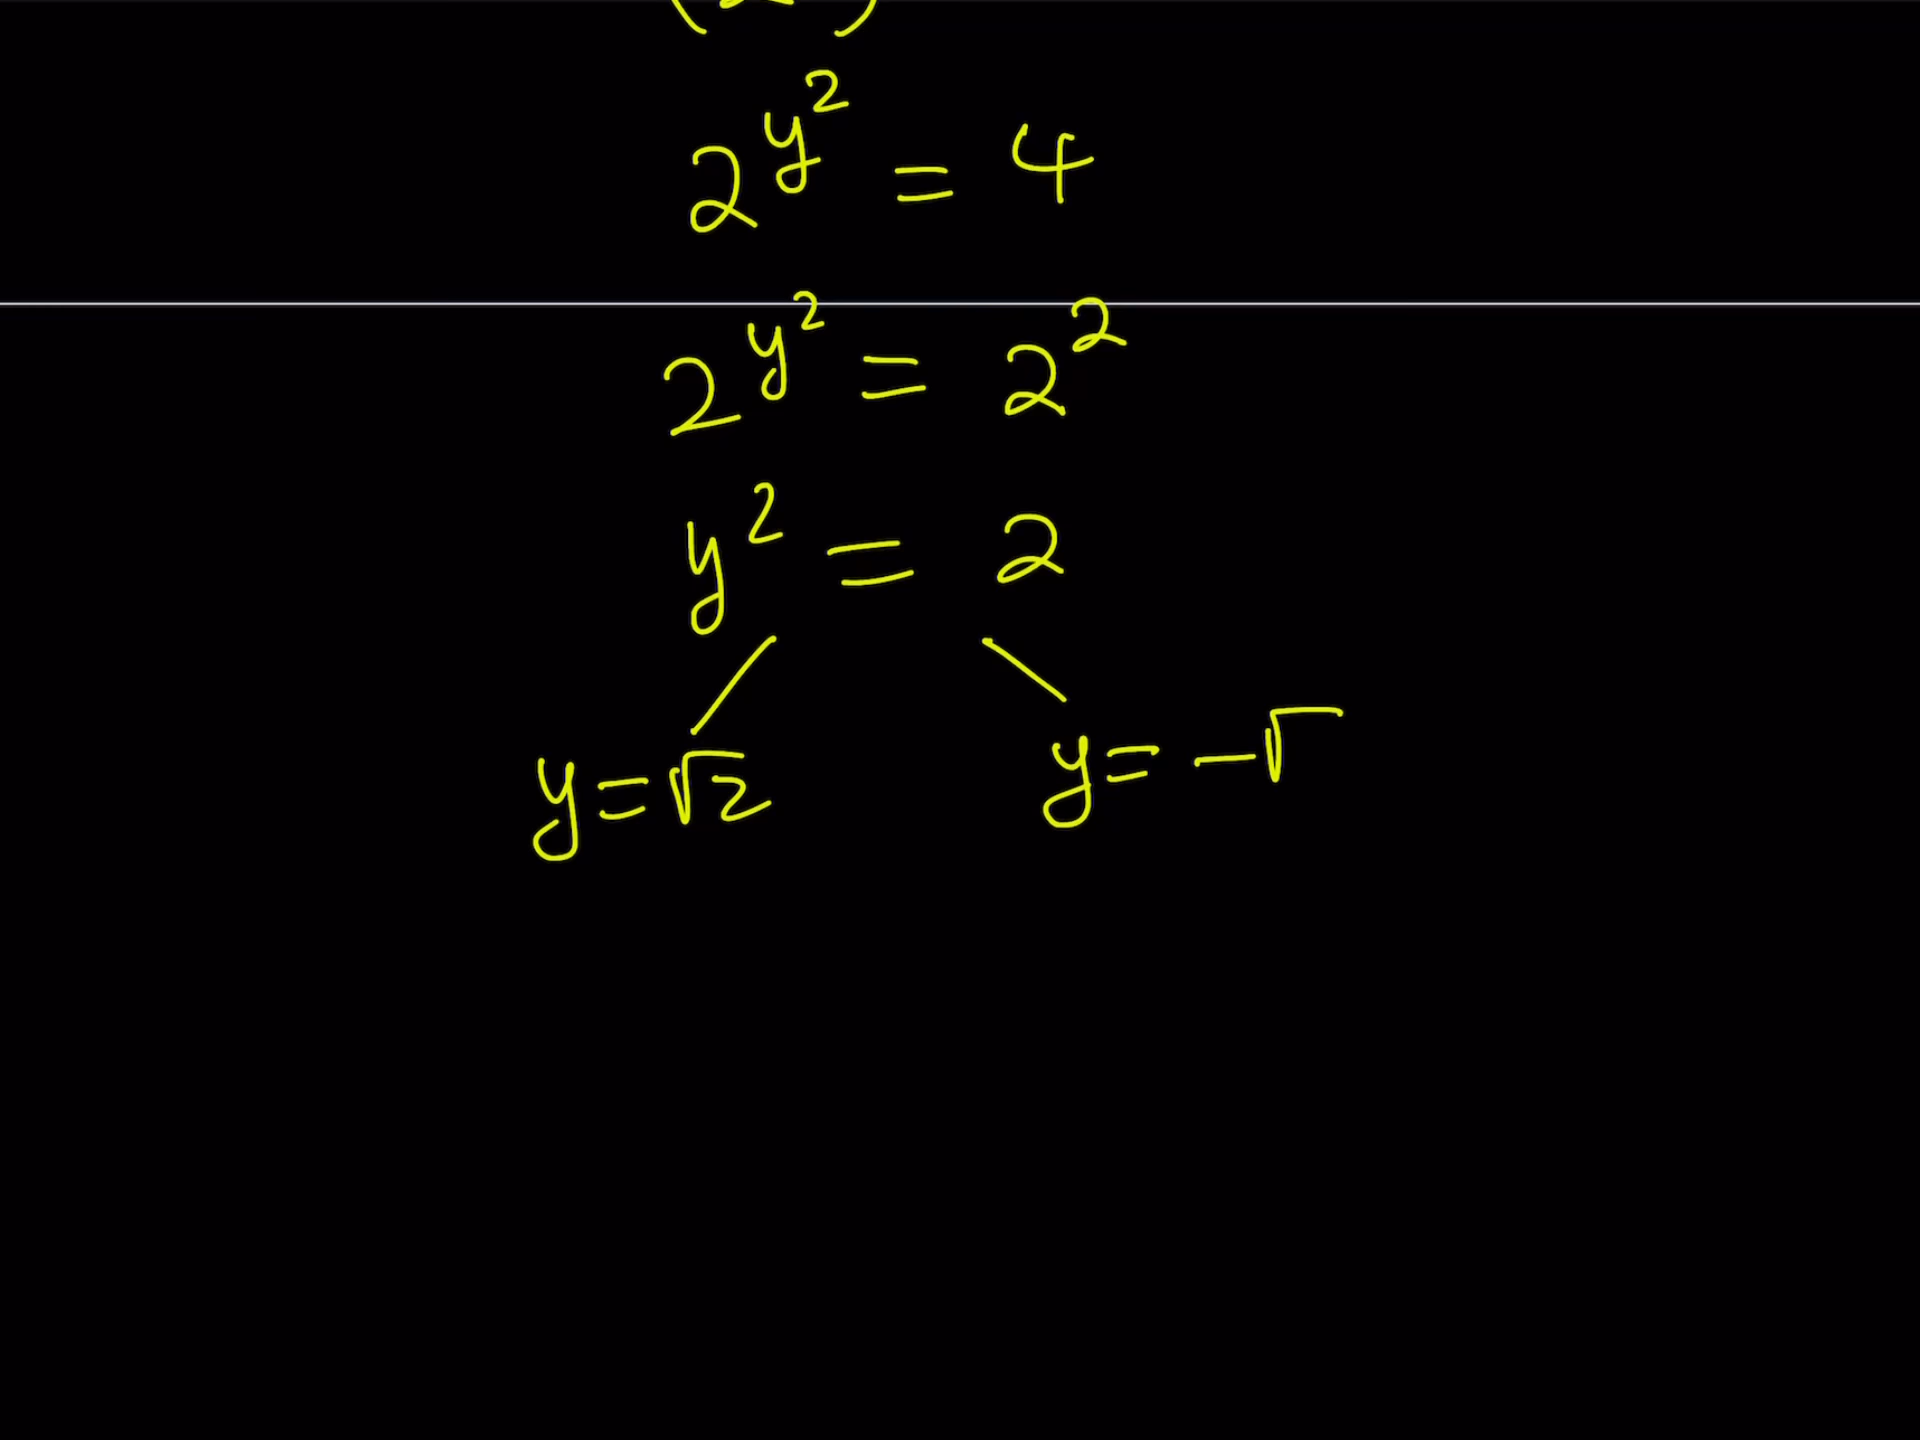 2^{y^2} = 4
2^{y^2} = 2^2
y^2 = 2
y = √2 y = -√